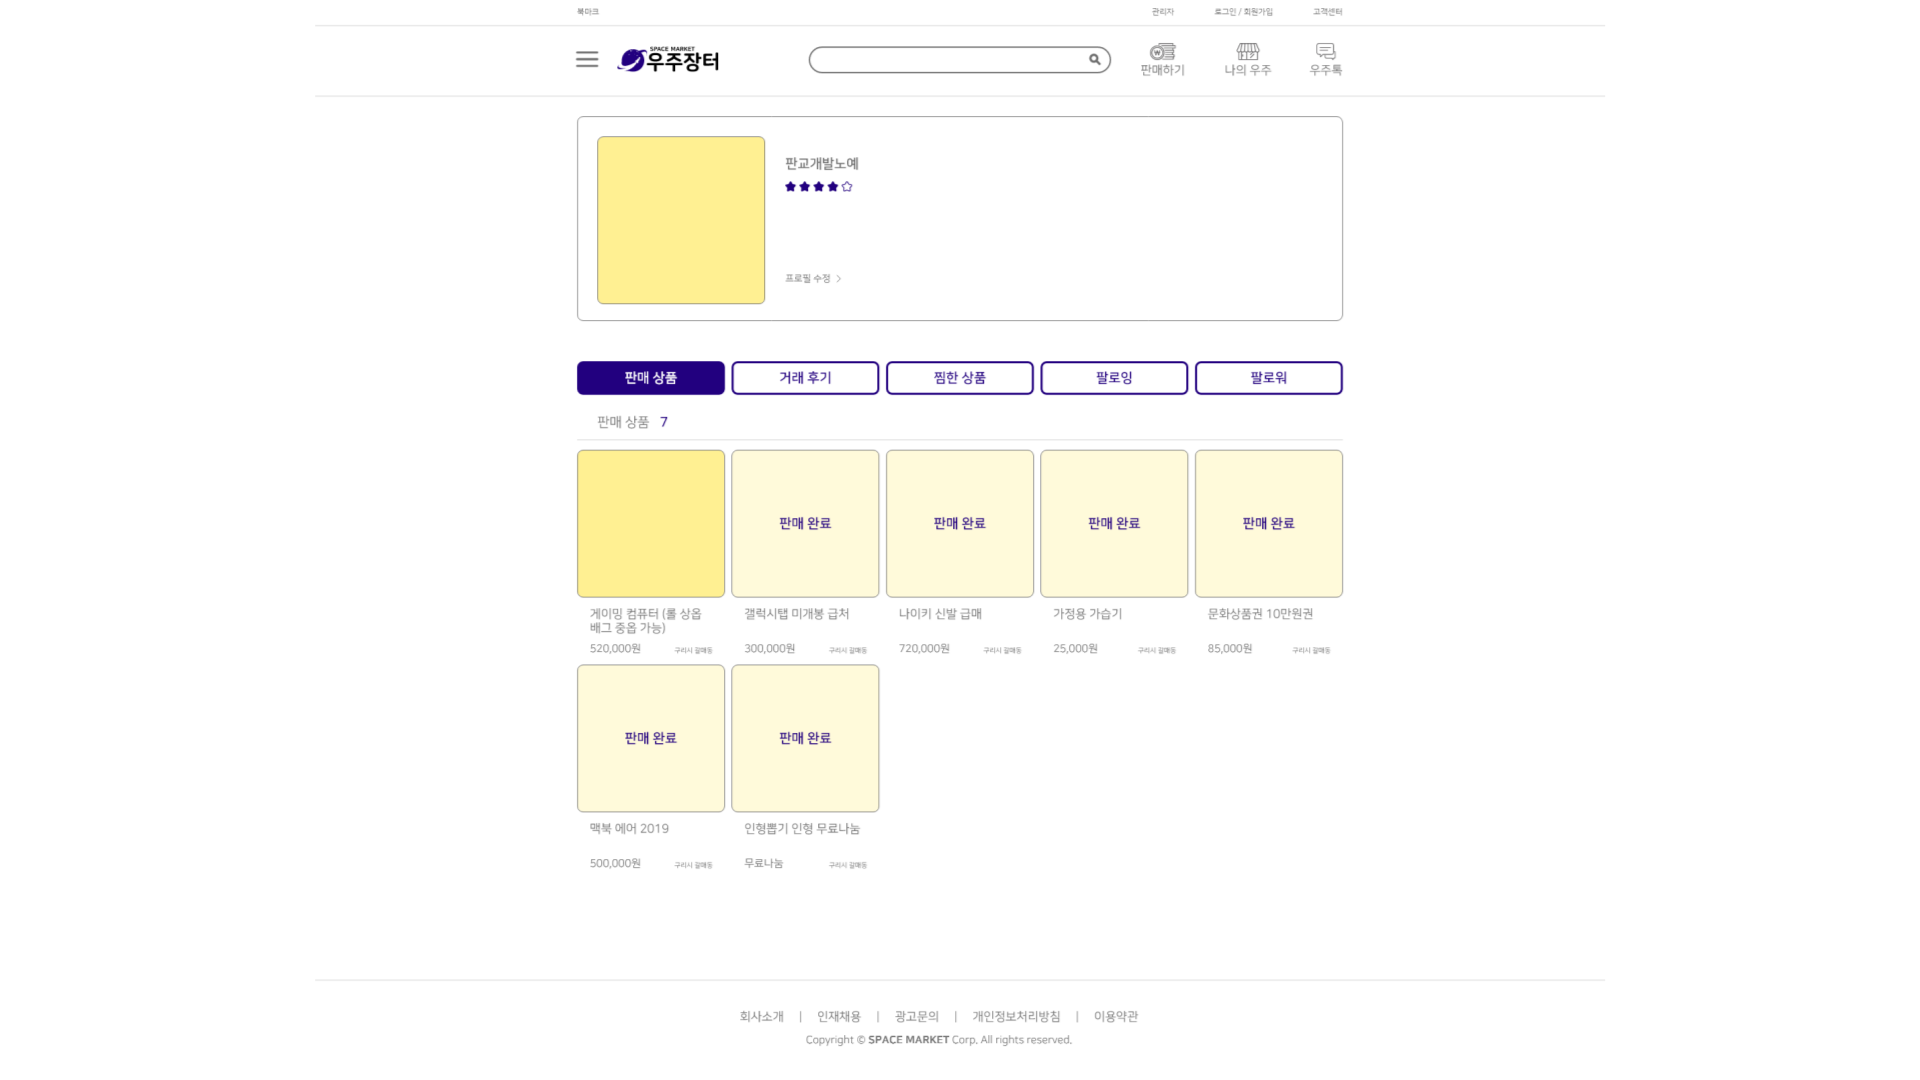 북마크
관리자
로그인 / 회원가입
고객센터
SPACE MARKET
우주장터
판매하기
나의 우주
우주톡
판교개발노예
프로필 수정 >
판매 상품
거래 후기
찜한 상품
팔로잉
팔로워
판매 상품 7
판매 완료
판매 완료
판매 완료
판매 완료
게이밍 컴퓨터 (롤 상옵
배그 중옵 가능)
520,000원 구리시 갈매동
갤럭시탭 미개봉 급처
300,000원 구리시 갈매동
나이키 신발 급매
720,000원 구리시 갈매동
가정용 가습기
25,000원 구리시 갈매동
문화상품권 10만원권
85,000원 구리시 갈매동
판매 완료
판매 완료
맥북 에어 2019
500,000원 구리시 갈매동
인형뽑기 인형 무료나눔
무료나눔 구리시 갈매동
회사소개 | 인재채용 | 광고문의 | 개인정보처리방침 | 이용약관
Copyright © SPACE MARKET Corp. All rights reserved.